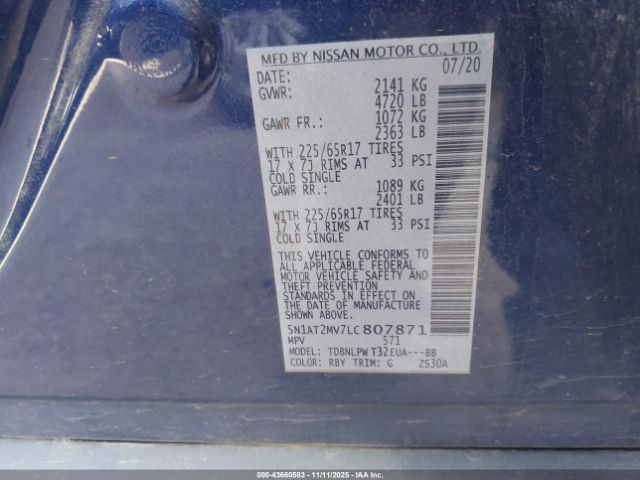 MFD BY NISSAN MOTOR CO., LTD.
DATE: 07/20
GVWR: 2141 KG
4720 LB
GAWR FR.: 1072 KG
2363 LB
WITH 225/65R17 TIRES
17 X 7J RIMS AT 33 PSI
COLD SINGLE
GAWR RR.: 1089 KG
2401 LB
WITH 225/65R17 TIRES
17 X 7J RIMS AT 33 PSI
COLD SINGLE
THIS VEHICLE CONFORMS TO
ALL APPLICABLE FEDERAL
MOTOR VEHICLE SAFETY AND
THEFT PREVENTION
STANDARDS IN EFFECT ON THE
DATE OF MANUFACTURE
SHOWN ABOVE.
5N1AT2MV7LC807871
MPV 571
MODEL: TDBNLPWT32EUA---BB
COLOR: RBY TRIM: G ZS30A
000-43660583 - 11/11/2025 - IAAI.com